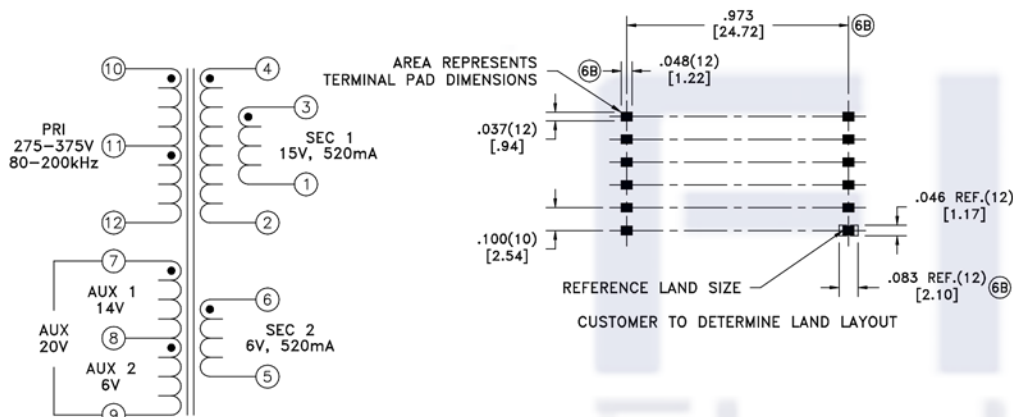 10
4
3
PRI
275-375V
80-200kHz
11
SEC 1
15V, 520mA
1
12
2
7
AUX 1
14V
6
AUX
20V
8
SEC 2
6V, 520mA
AUX 2
6V
5
9
.973
[24.72]
6B
AREA REPRESENTS
TERMINAL PAD DIMENSIONS
6B
.048(12)
[1.22]
.037(12)
[.94]
.046 REF.(12)
[1.17]
.100(10)
[2.54]
REFERENCE LAND SIZE
.083 REF.(12)
[2.10]
6B
CUSTOMER TO DETERMINE LAND LAYOUT